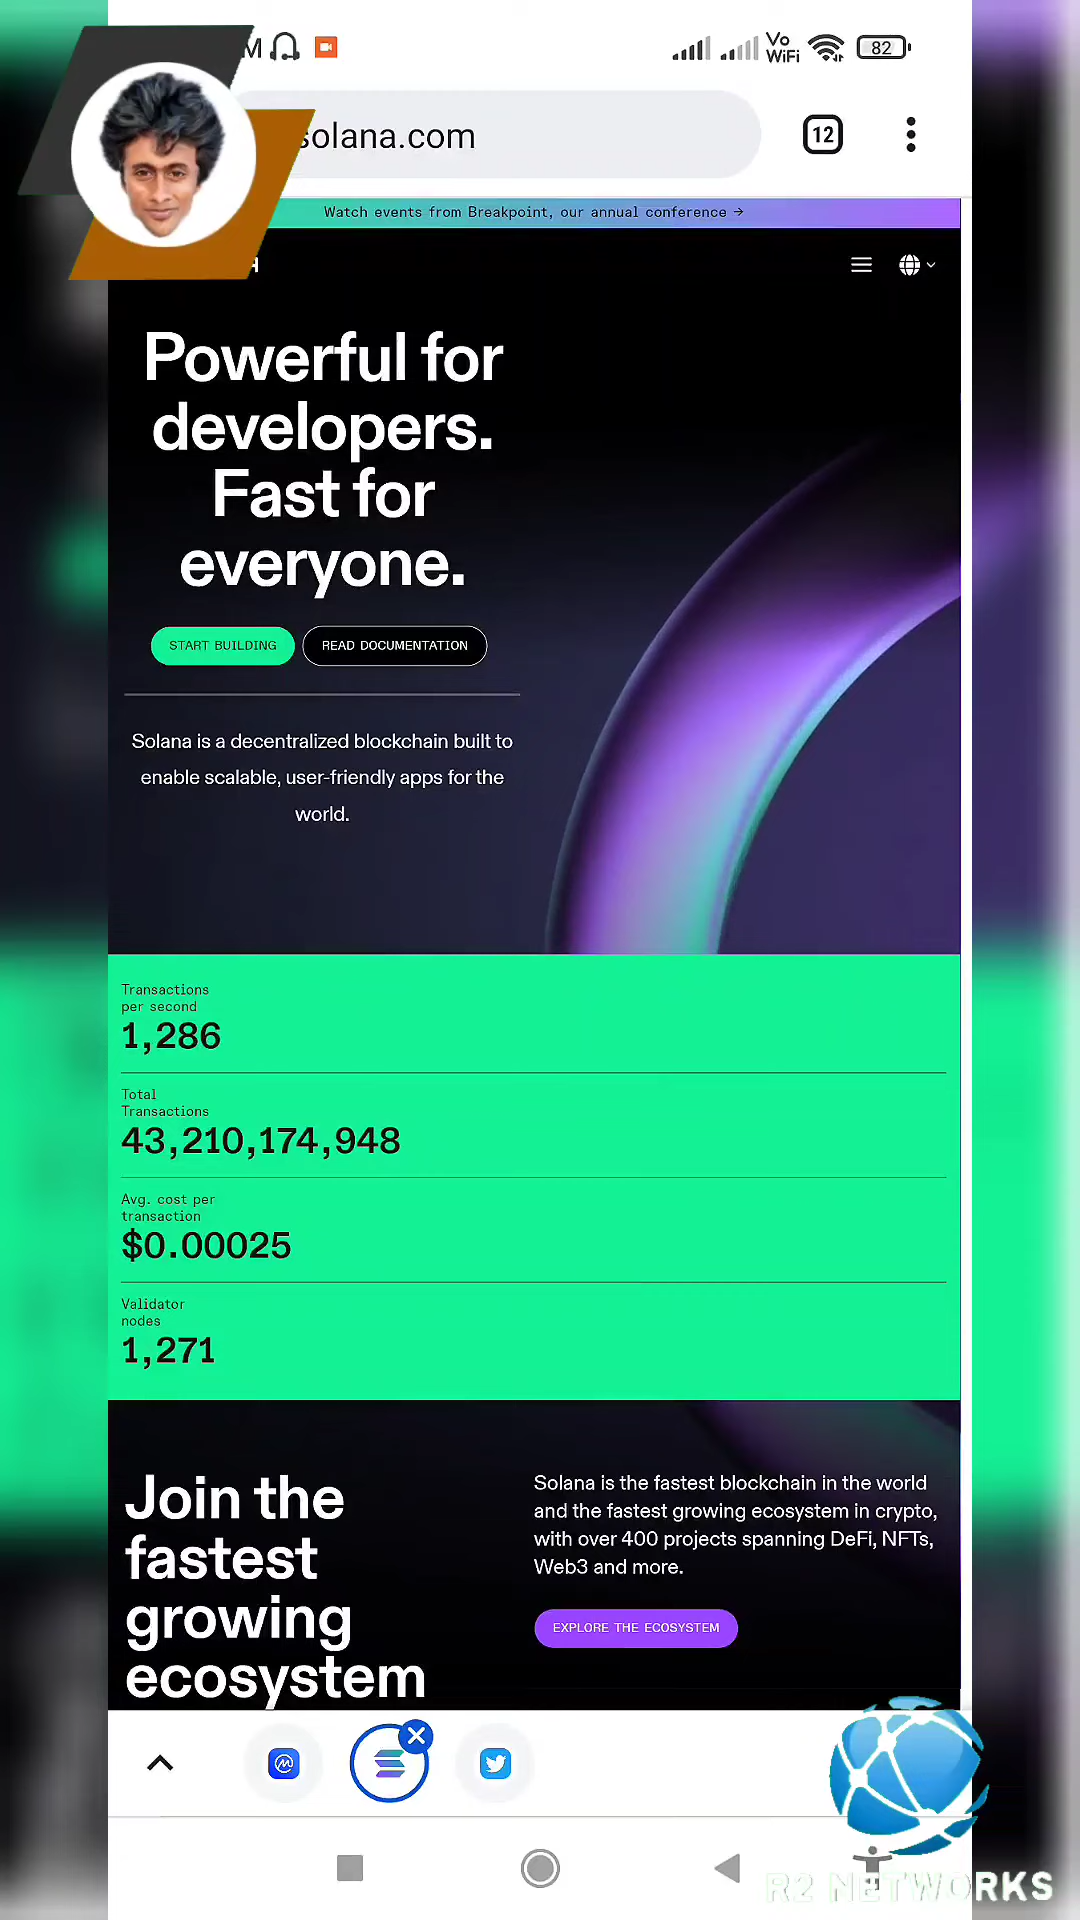 M
Vo
WiFi
82
solana.com
12
Watch events from Breakpoint, our annual conference →
Powerful for
developers.
Fast for
everyone.
START BUILDING
READ DOCUMENTATION
Solana is a decentralized blockchain built to
enable scalable, user-friendly apps for the
world.
Transactions
per second
1,286
Total
Transactions
43,210,174,948
Avg. cost per
transaction
$0.00025
Validator
nodes
1,271
Join the
fastest
growing
ecosystem
Solana is the fastest blockchain in the world
and the fastest growing ecosystem in crypto,
with over 400 projects spanning DeFi, NFTs,
Web3 and more.
EXPLORE THE ECOSYSTEM
R2 NETWORKS